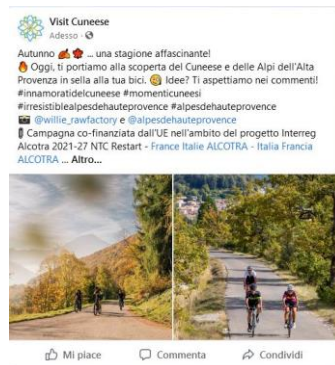 Visit Cuneese
Adesso ·
Autunno 🍂🍁 ... una stagione affascinante!
🔥 Oggi, ti portiamo alla scoperta del Cuneese e delle Alpi dell'Alta
Provenza in sella alla tua bici. 🤔 Idee? Ti aspettiamo nei commenti!
#innamoratidelcuneese #momenticuneesi
#irresistiblealpesdehauteprovence #alpesdehauteprovence
📸 @willie_rawfactory e @alpesdehauteprovence
Campagna co-finanziata dall'UE nell'ambito del progetto Interreg
Alcotra 2021-27 NTC Restart - France Italie ALCOTRA - Italia Francia
ALCOTRA ... Altro...
Mi piace Commenta Condividi